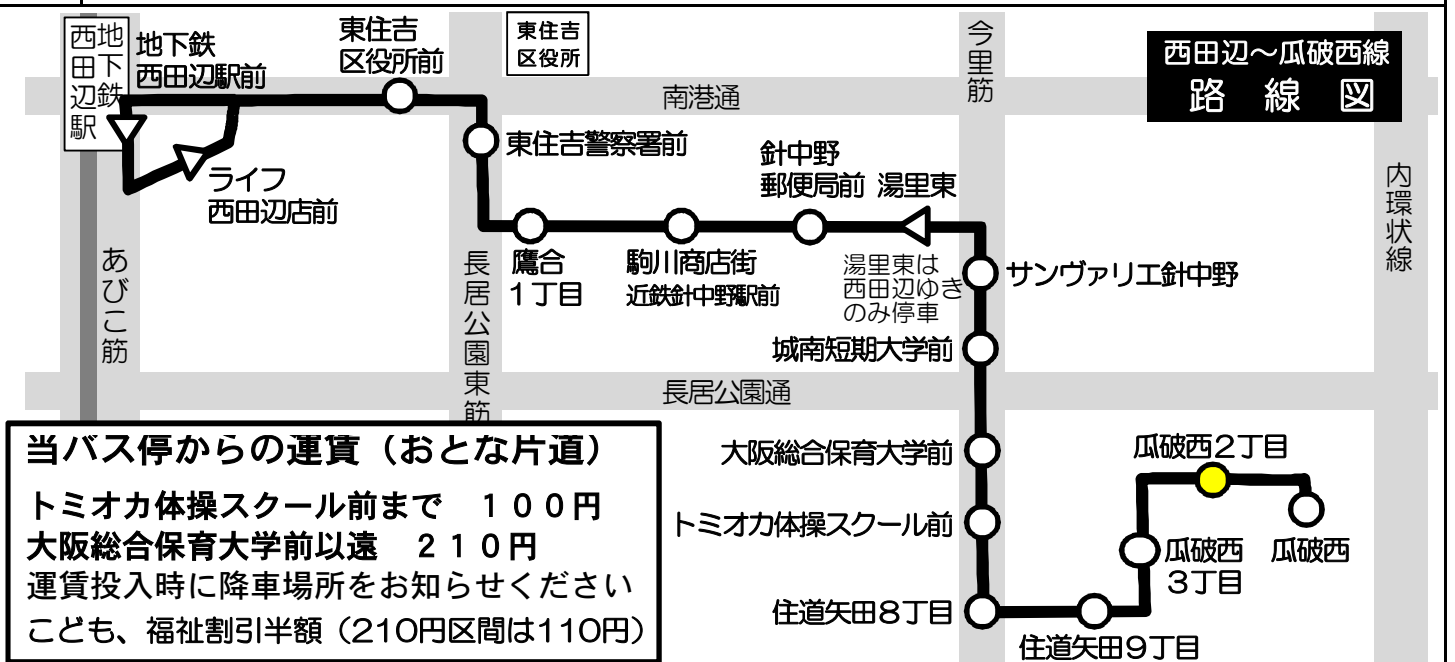 西田辺～瓜破西線
路線図
地下鉄
西田辺駅
地下鉄
西田辺駅前
東住吉
区役所前
東住吉
区役所
今里筋
南港通
内環状線
東住吉警察署前
ライフ
西田辺店前
針中野
郵便局前
湯里東
あびこ筋
長居公園東筋
鷹合
1丁目
駒川商店街
近鉄針中野駅前
湯里東は
西田辺ゆき
のみ停車
サンヴァリエ針中野
城南短期大学前
長居公園通
大阪総合保育大学前
トミオカ体操スクール前
住道矢田8丁目
住道矢田9丁目
瓜破西
3丁目
瓜破西2丁目
瓜破西
当バス停からの運賃（おとな片道）
トミオカ体操スクール前まで　１００円
大阪総合保育大学前以遠　２１０円
運賃投入時に降車場所をお知らせください
こども、福祉割引半額（210円区間は110円）